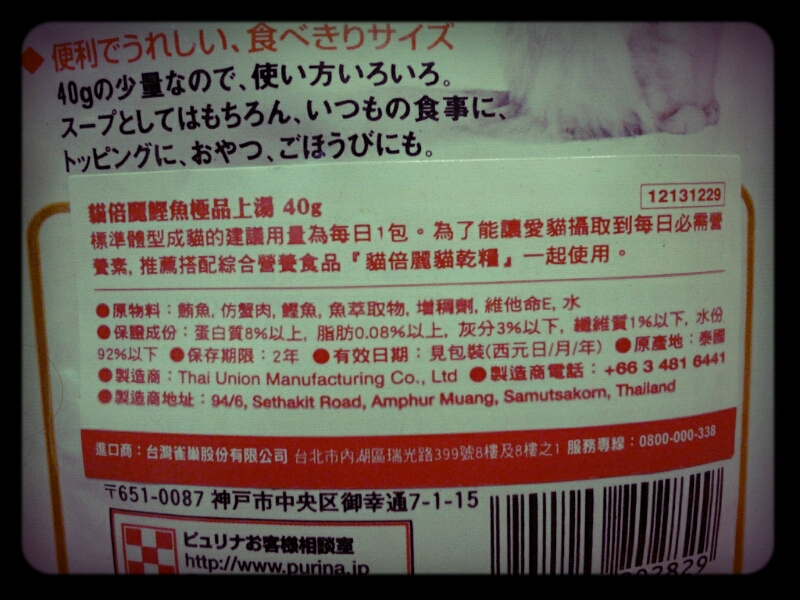 ◆便利でうれしい、食べきりサイズ
40gの少量なので、使い方いろいろ。
スープとしてはもちろん、いつもの食事に、
トッピングに、おやつ、ごほうびにも。
貓倍麗鰹魚極品上湯 40g
12131229
標準體型成貓的建議用量為每日1包。為了能讓愛貓攝取到每日必需營
養素,推薦搭配綜合營養食品『貓倍麗貓乾糧』一起使用。
●原物料：鮪魚, 仿蟹肉, 鰹魚, 魚萃取物, 增稠劑, 維他命E, 水
●保證成份：蛋白質8%以上, 脂肪0.08%以上, 灰分3%以下, 纖維質1%以下, 水份
92%以下 ●保存期限：2年 ●有效日期：見包裝(西元日/月/年) ●原產地：泰國
●製造商：Thai Union Manufacturing Co., Ltd ●製造商電話：+66 3 481 6441
●製造商地址：94/6, Sethakit Road, Amphur Muang, Samutsakorn, Thailand
進口商：台灣雀巢股份有限公司 台北市內湖區瑞光路399號8樓及8樓之1 服務專線：0800-000-338
〒651-0087 神戸市中央区御幸通7-1-15
ピュリナお客様相談室
http://www.purina.jp